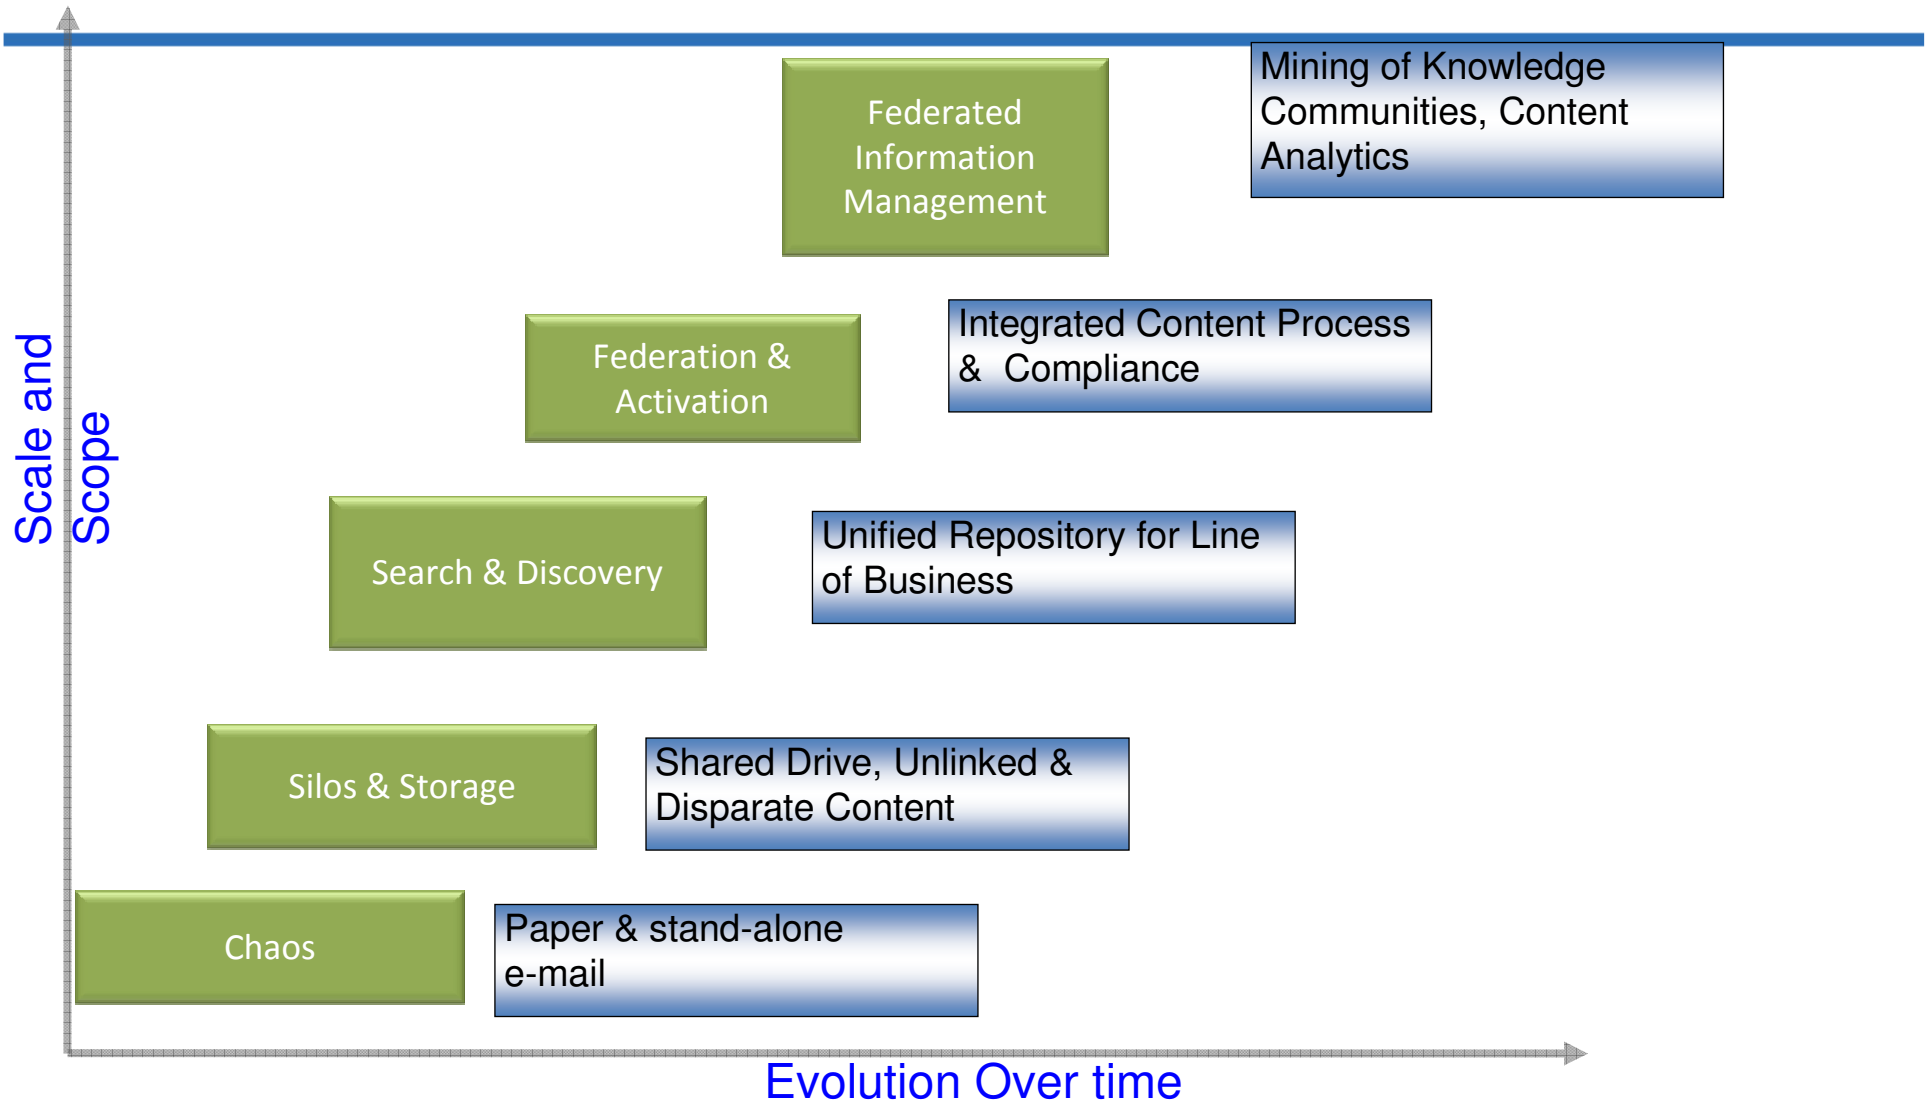 Federated
Information
Management
Mining of Knowledge
Communities, Content
Analytics
Federation &
Activation
Integrated Content Process
& Compliance
Scale and
Scope
Search & Discovery
Unified Repository for Line
of Business
Silos & Storage
Shared Drive, Unlinked &
Disparate Content
Chaos
Paper & stand-alone
e-mail
Evolution Over time